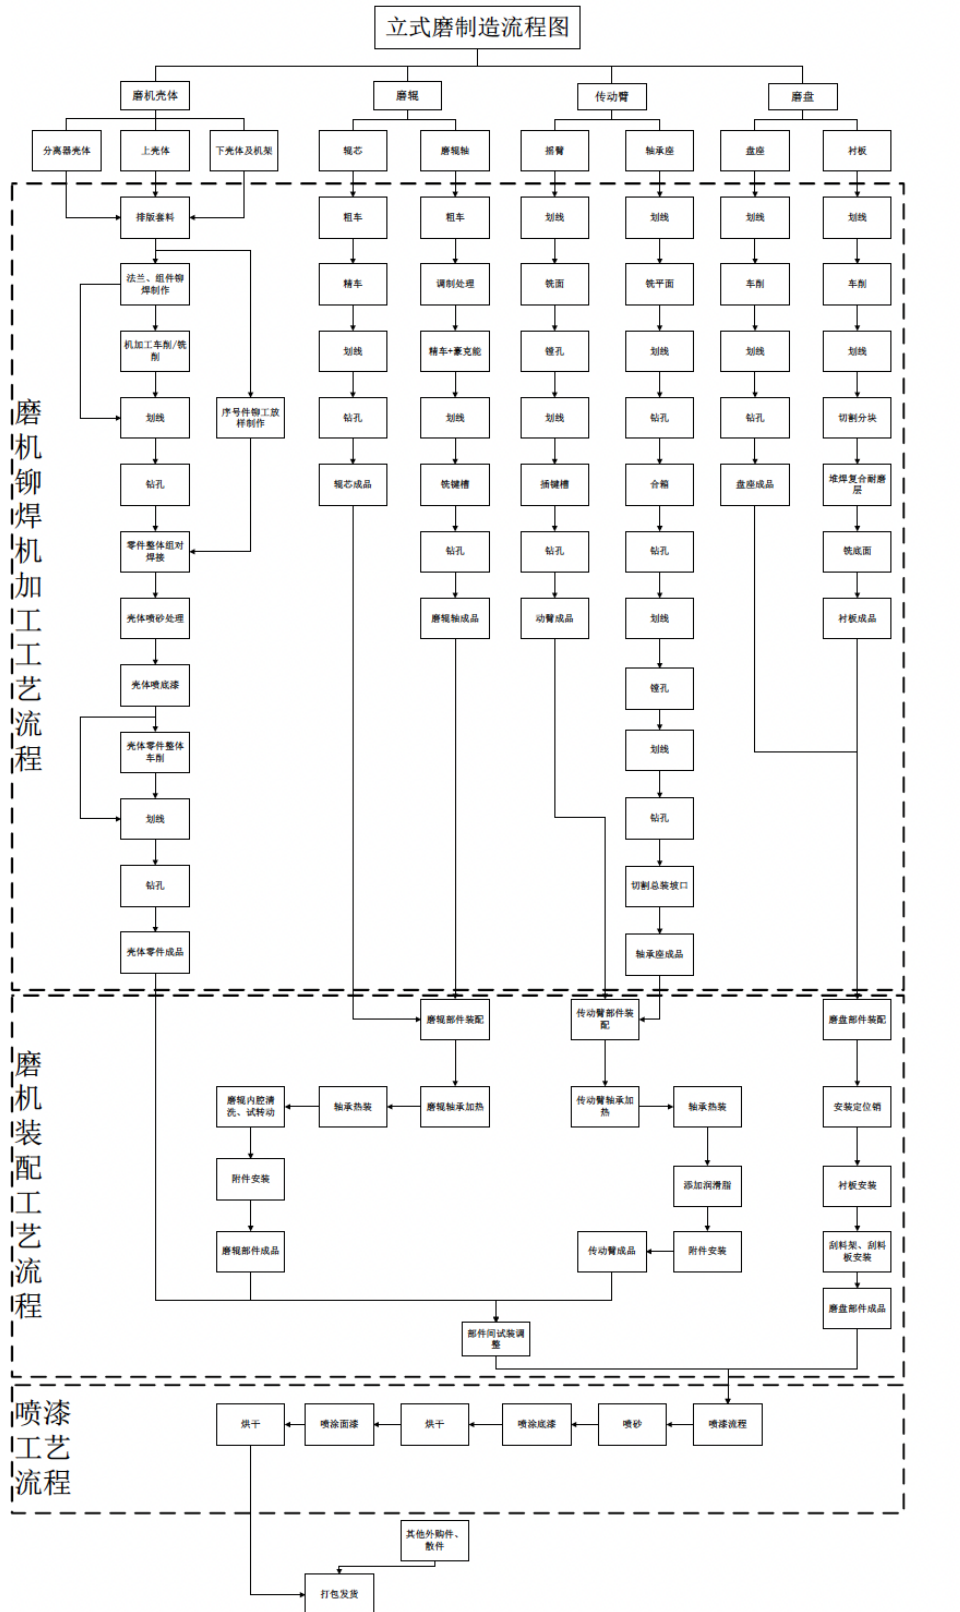 立式磨制造流程图
磨机壳体
磨辊
传动臂
磨盘
分离器壳体
上壳体
下壳体及机架
辊芯
磨辊轴
摇臂
轴承座
盘座
衬板
磨机铆焊机加工工艺流程
排版套料
粗车
粗车
划线
划线
划线
划线
法兰、组件铆
焊制作
精车
调制处理
铣面
铣平面
车削
车削
机加工车削/铣
削
划线
精车+豪克能
镗孔
划线
划线
划线
划线
序号件铆工放
样制作
钻孔
划线
划线
钻孔
钻孔
切割分块
钻孔
辊芯成品
铣键槽
插键槽
合箱
盘座成品
堆焊复合耐磨
层
零件整体组对
焊接
钻孔
钻孔
钻孔
铣底面
壳体喷砂处理
磨辊轴成品
动臂成品
划线
衬板成品
壳体喷底漆
镗孔
壳体零件整体
车削
划线
划线
钻孔
钻孔
切割总装坡口
壳体零件成品
轴承座成品
磨机装配工艺流程
磨辊部件装配
传动臂部件装
配
磨盘部件装配
磨辊内腔清
洗、试转动
轴承热装
磨辊轴承加热
传动臂轴承加
热
轴承热装
安装定位销
附件安装
添加润滑脂
衬板安装
磨辊部件成品
传动臂成品
附件安装
刮料架、刮料
板安装
磨盘部件成品
部件间试装调
整
喷漆
工艺
流程
烘干
喷涂面漆
烘干
喷涂底漆
喷砂
喷漆流程
其他外购件、
散件
打包发货